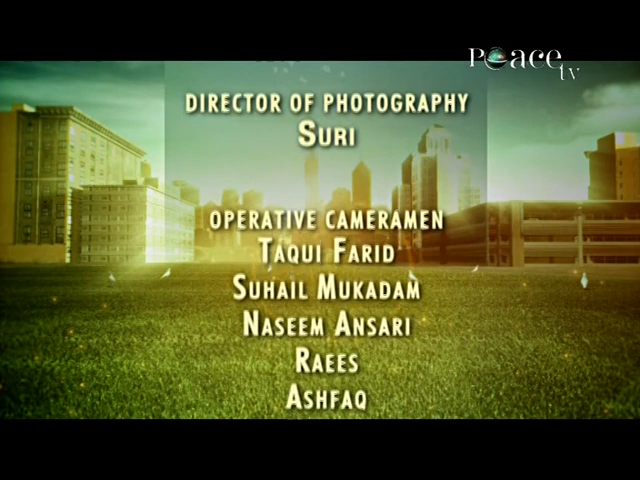 Peace tv
DIRECTOR OF PHOTOGRAPHY
SURI
OPERATIVE CAMERAMEN
TAQUI FARID
SUHAIL MUKADAM
NASEEM ANSARI
RAEES
ASHFAQ